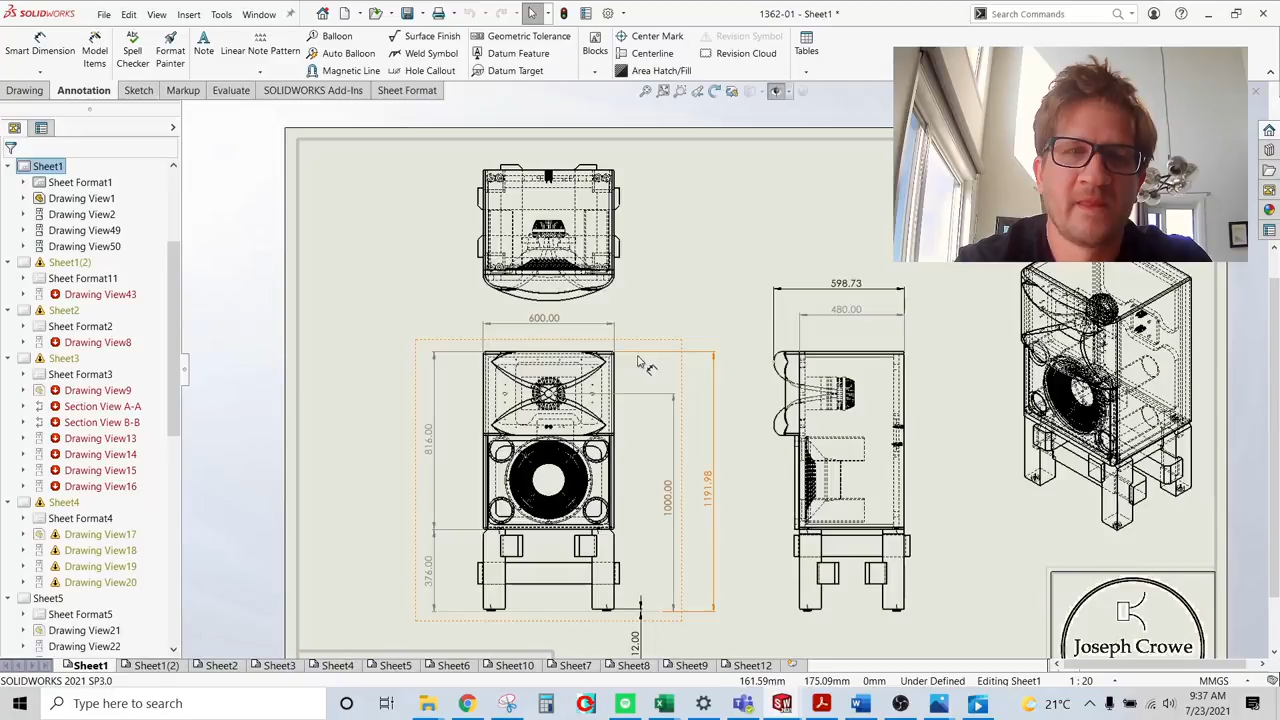 SOLIDWORKS
File Edit View Insert Tools Window
1362-01 - Sheet1 *
Search Commands
Smart Dimension
Model Items
Spell Checker
Format Painter
Note
Linear Note Pattern
Balloon
Auto Balloon
Magnetic Line
Surface Finish
Weld Symbol
Hole Callout
Geometric Tolerance
Datum Feature
Datum Target
Blocks
Center Mark
Centerline
Area Hatch/Fill
Revision Symbol
Revision Cloud
Tables
Drawing Annotation Sketch Markup Evaluate SOLIDWORKS Add-Ins Sheet Format
Sheet1
Sheet Format1
Drawing View1
Drawing View2
Drawing View49
Drawing View50
Sheet1(2)
Sheet Format11
Drawing View43
Sheet2
Sheet Format2
Drawing View8
Sheet3
Sheet Format3
Drawing View9
Section View A-A
Section View B-B
Drawing View13
Drawing View14
Drawing View15
Drawing View16
Sheet4
Sheet Format4
Drawing View17
Drawing View18
Drawing View19
Drawing View20
Sheet5
Sheet Format5
Drawing View21
Drawing View22
600.00
816.00
376.00
1000.00
1191.98
12.00
598.73
480.00
Joseph Crowe
Sheet1 Sheet1(2) Sheet2 Sheet3 Sheet4 Sheet5 Sheet6 Sheet10 Sheet7 Sheet8 Sheet9 Sheet12
SOLIDWORKS 2021 SP3.0
161.59mm 175.09mm 0mm Under Defined Editing Sheet1 1 : 20 MMGS
Type here to search
21°C
9:37 AM
7/23/2021